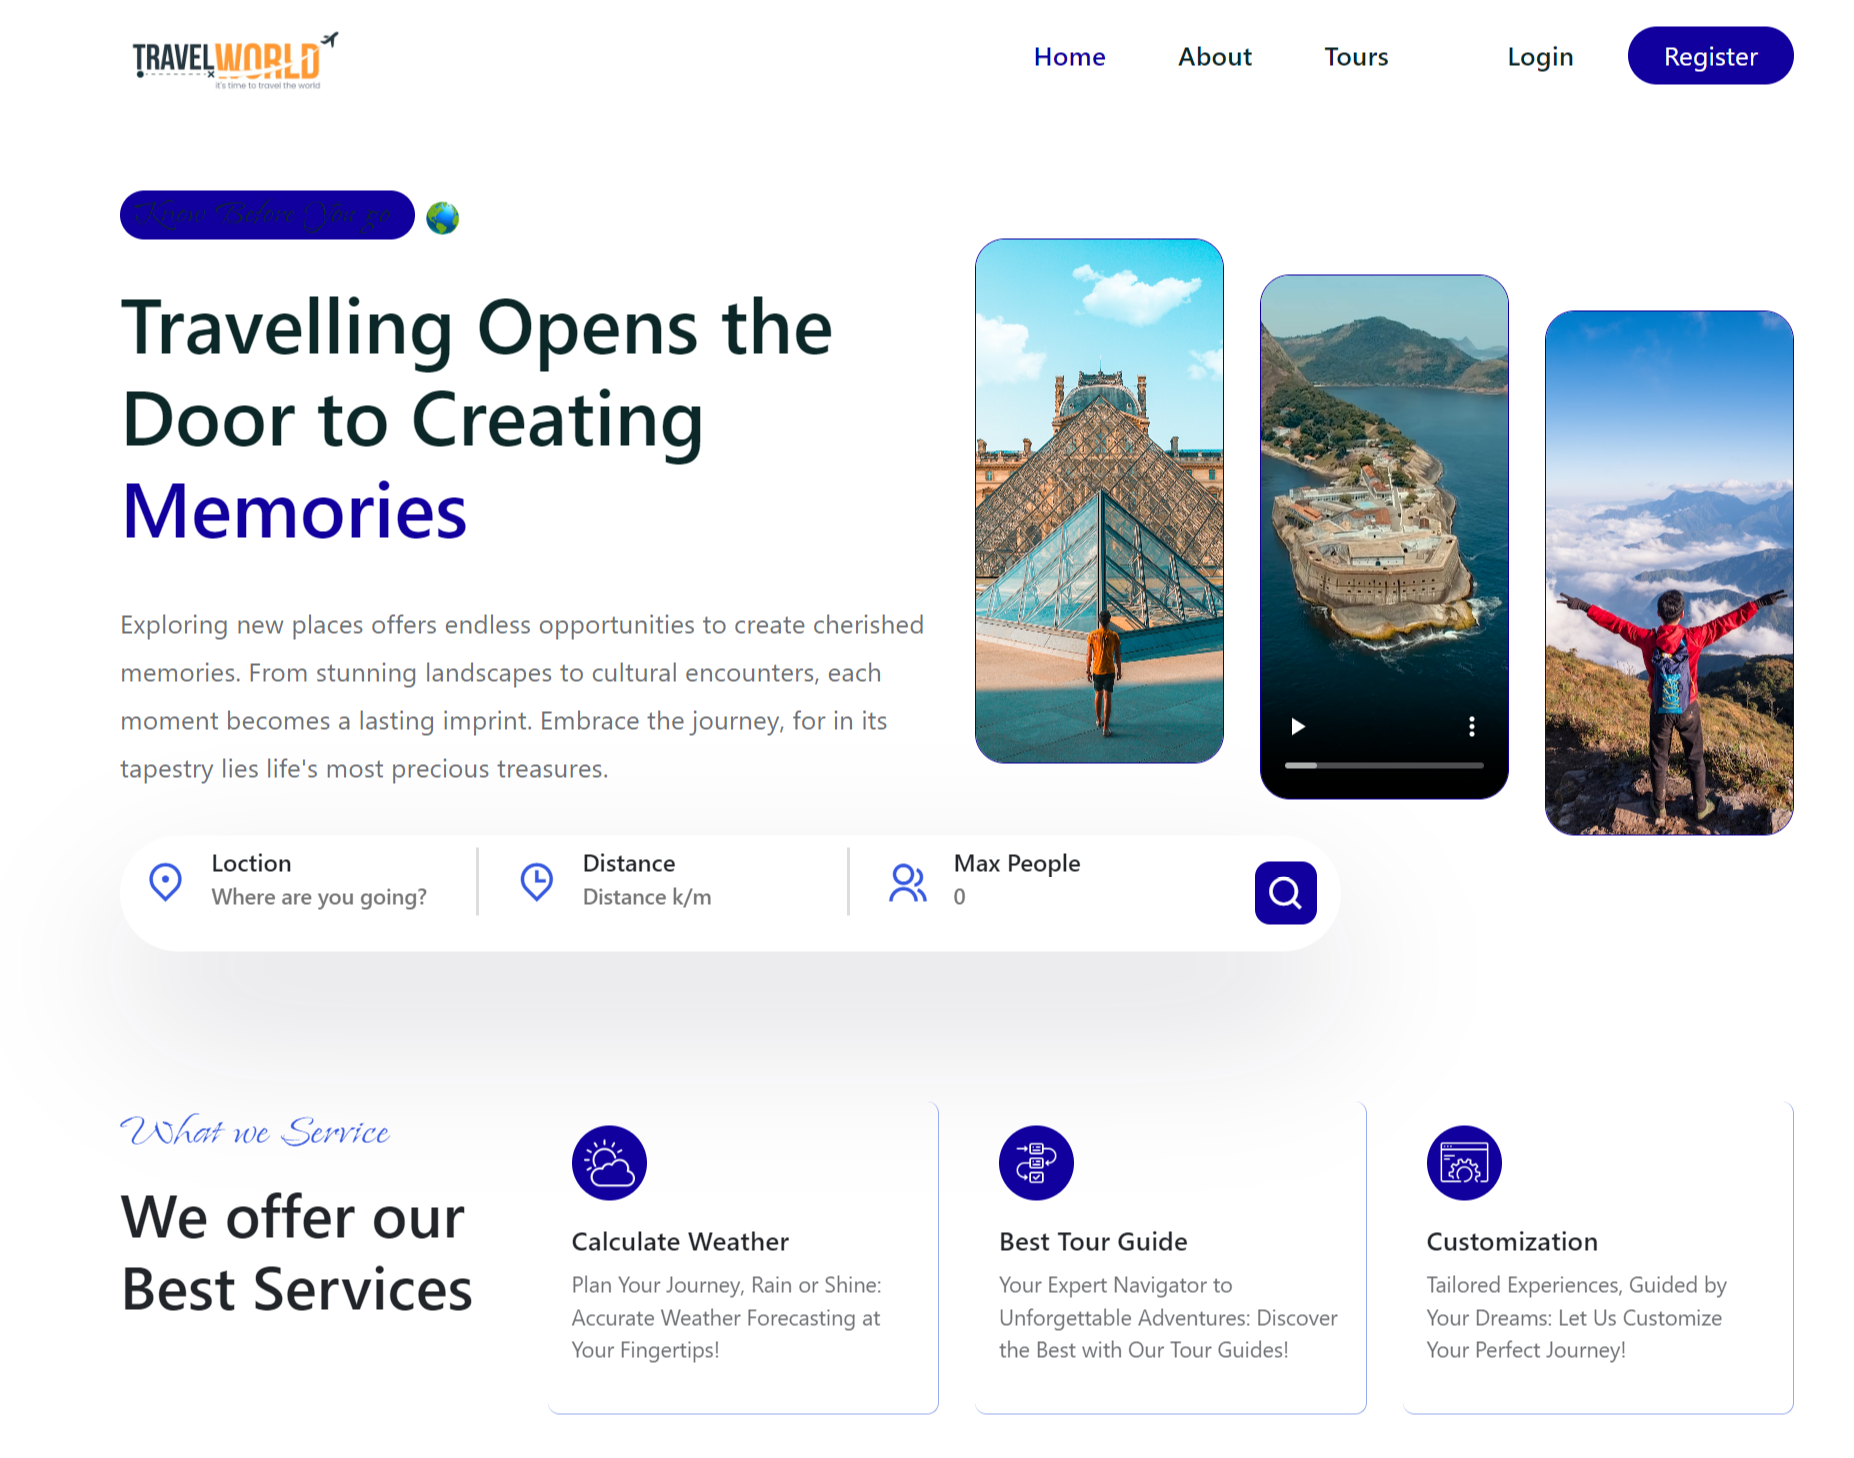 TRAVELWORLD
it's time to travel the world
Home
About
Tours
Login
Register
Know Before You go
Travelling Opens the
Door to Creating
Memories
Exploring new places offers endless opportunities to create cherished
memories. From stunning landscapes to cultural encounters, each
moment becomes a lasting imprint. Embrace the journey, for in its
tapestry lies life's most precious treasures.
Loction
Where are you going?
Distance
Distance k/m
Max People
0
What we Service
We offer our
Best Services
Calculate Weather
Plan Your Journey, Rain or Shine:
Accurate Weather Forecasting at
Your Fingertips!
Best Tour Guide
Your Expert Navigator to
Unforgettable Adventures: Discover
the Best with Our Tour Guides!
Customization
Tailored Experiences, Guided by
Your Dreams: Let Us Customize
Your Perfect Journey!